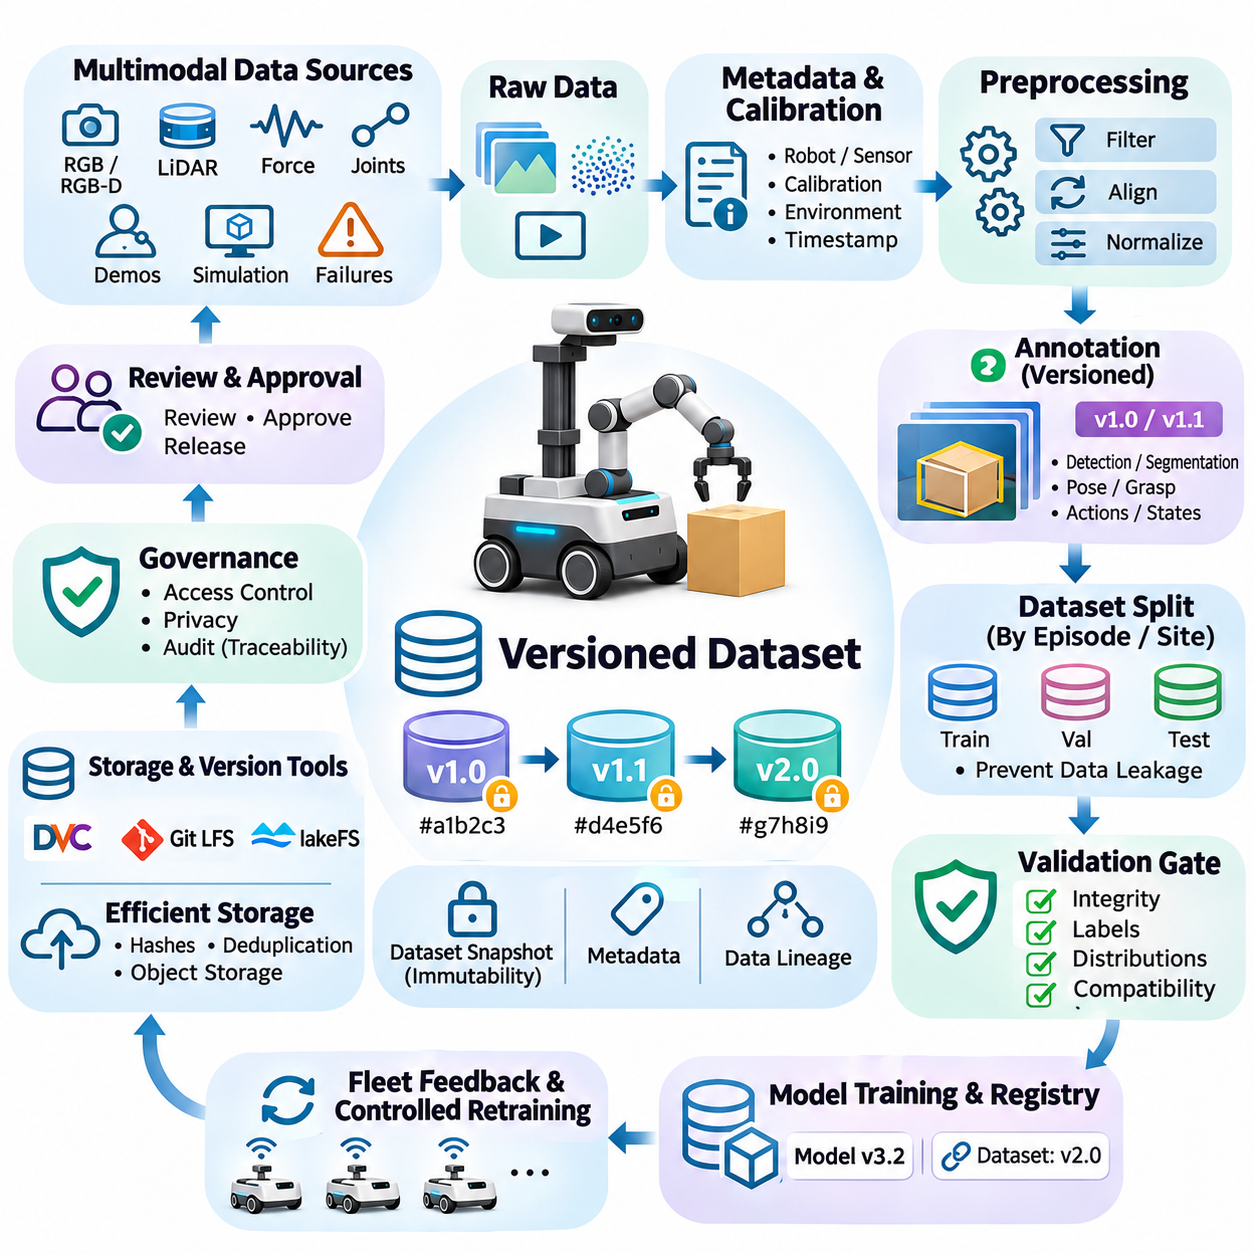 Multimodal Data Sources
RGB /
RGB-D
LiDAR
Force
Joints
Demos
Simulation
Failures
Raw Data
Metadata &
Calibration
• Robot / Sensor
• Calibration
• Environment
• Timestamp
Preprocessing
Filter
Align
Normalize
2 Annotation
(Versioned)
v1.0 / v1.1
• Detection / Segmentation
• Pose / Grasp
• Actions / States
Dataset Split
(By Episode / Site)
Train
Val
Test
• Prevent Data Leakage
Validation Gate
Integrity
Labels
Distributions
Compatibility
Model Training & Registry
Model v3.2
Dataset: v2.0
Fleet Feedback &
Controlled Retraining
...
Storage & Version Tools
DVC
Git LFS
lakeFS
Efficient Storage
• Hashes • Deduplication
• Object Storage
Governance
• Access Control
• Privacy
• Audit (Traceability)
Review & Approval
Review • Approve
Release
Versioned Dataset
v1.0
v1.1
v2.0
#a1b2c3
#d4e5f6
#g7h8i9
Dataset Snapshot
(Immutability)
Metadata
Data Lineage